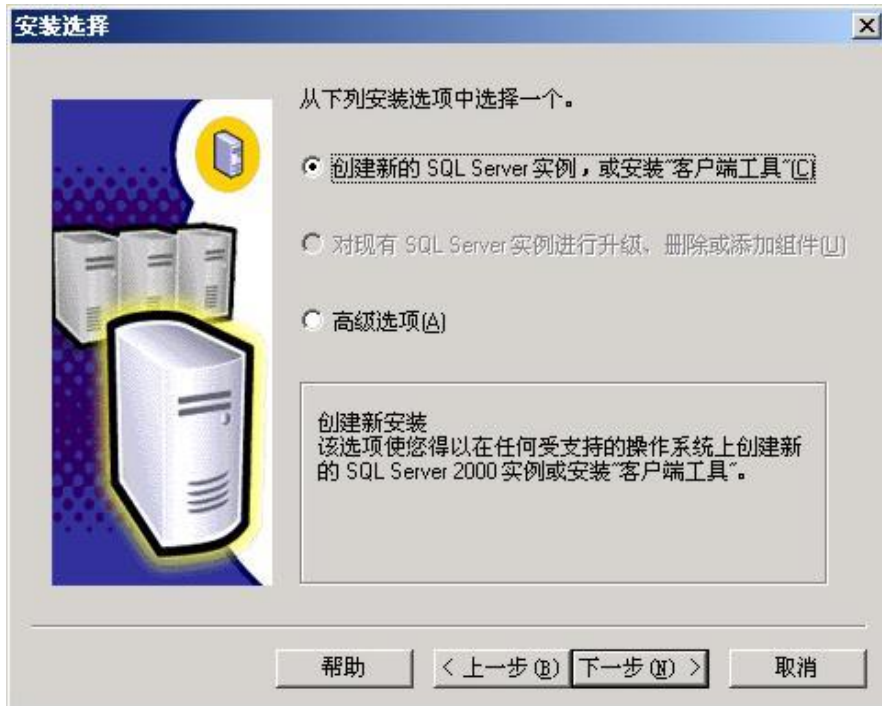 安装选择
从下列安装选项中选择一个。
创建新的 SQL Server 实例，或安装"客户端工具"(C)
对现有 SQL Server 实例进行升级、删除或添加组件(U)
高级选项(A)
创建新安装
该选项使您得以在任何受支持的操作系统上创建新
的 SQL Server 2000 实例或安装"客户端工具"。
帮助
< 上一步(B)
下一步(N) >
取消